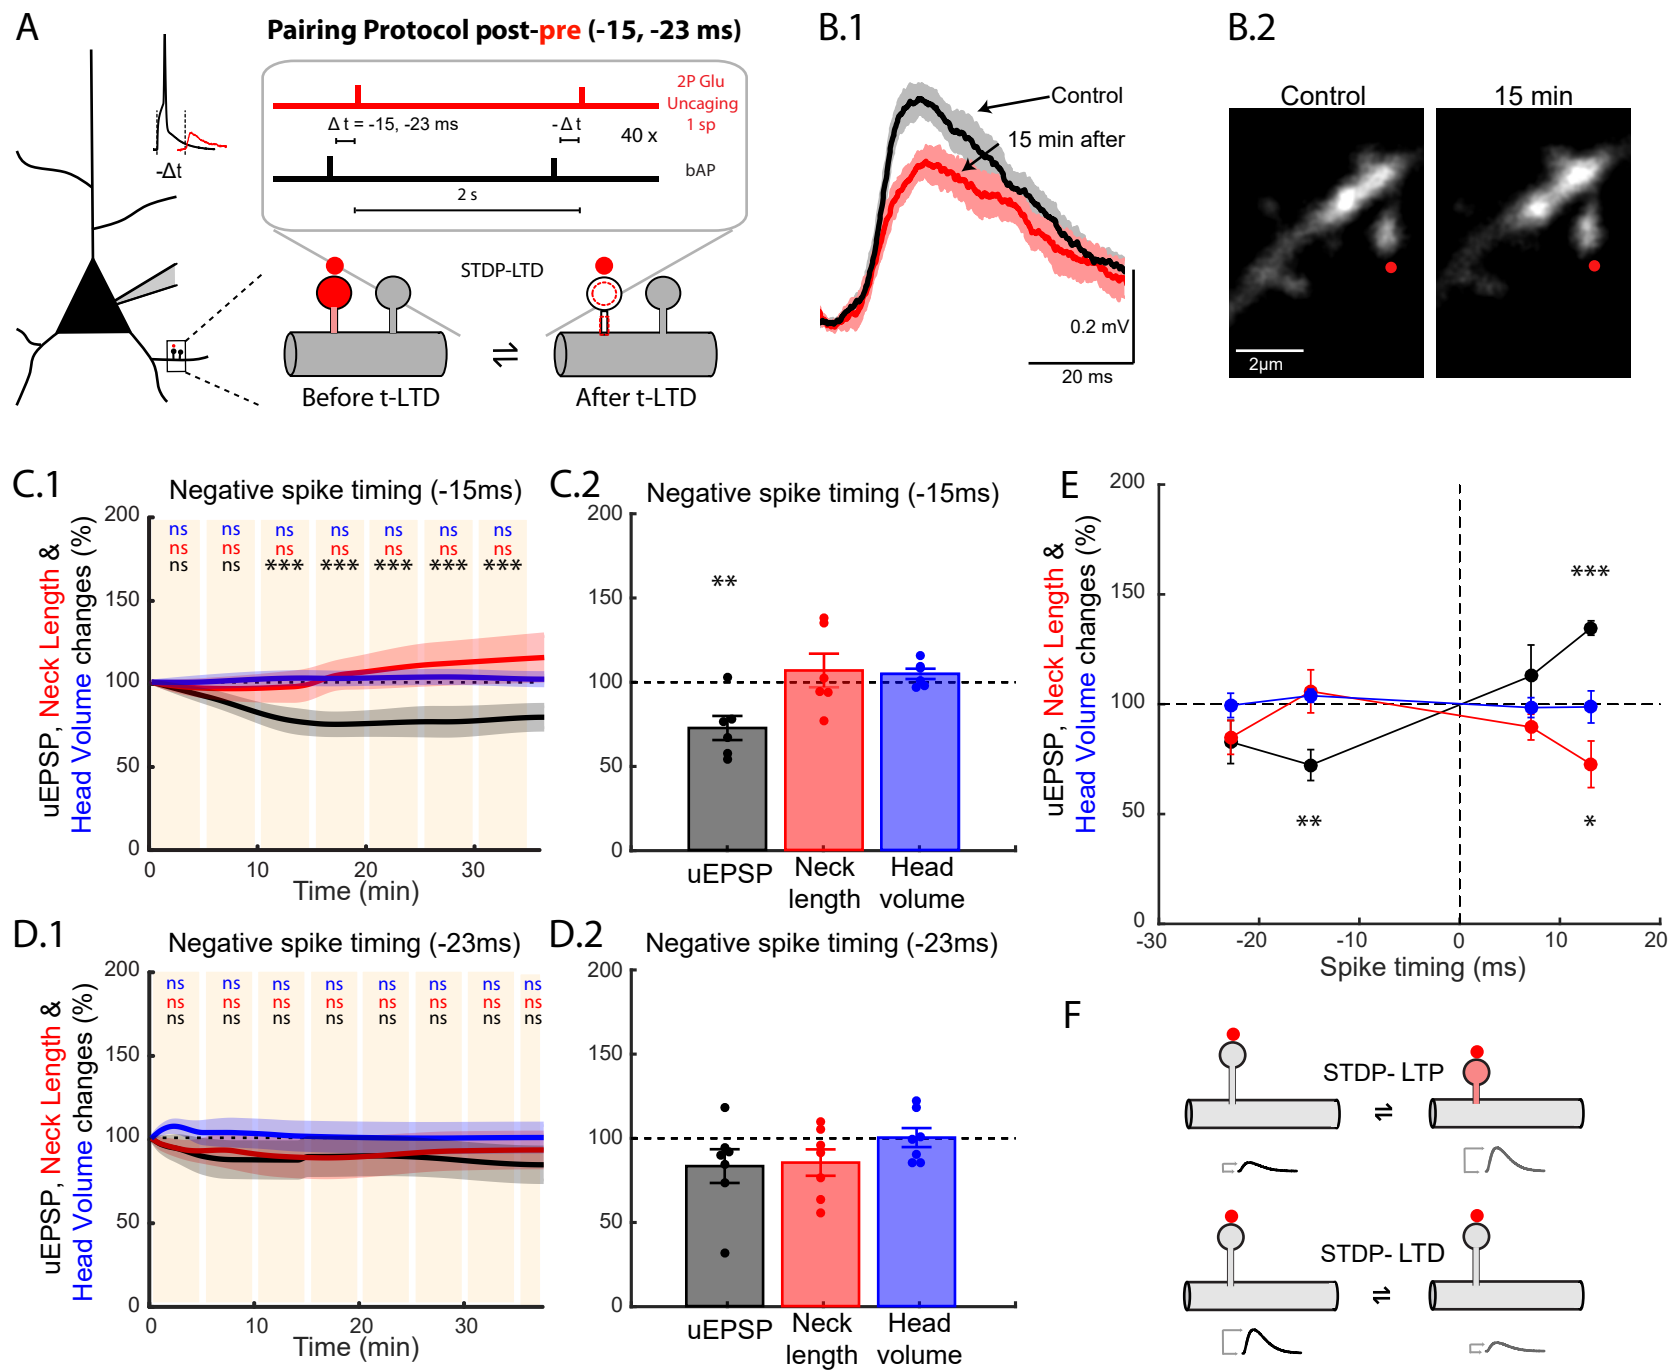 A
Pairing Protocol post-pre (-15, -23 ms)
2P Glu
Uncaging
1 sp
Δ t = -15, -23 ms
-Δ t
40 x
bAP
2 s
-Δt
STDP-LTD
Before t-LTD
After t-LTD
B.1
Control
15 min after
0.2 mV
20 ms
B.2
Control
15 min
2μm
C.1
Negative spike timing (-15ms)
uEPSP, Neck Length &
Head Volume changes (%)
200
150
100
50
0
ns ns ns ns ns ns ns
ns ns ns ns ns ns ns
ns ns *** *** *** *** ***
0 10 20 30
Time (min)
C.2
Negative spike timing (-15ms)
200
150
100
50
0
**
uEPSP
Neck
length
Head
volume
D.1
Negative spike timing (-23ms)
uEPSP, Neck Length &
Head Volume changes (%)
200
150
100
50
0
ns ns ns ns ns ns ns ns
ns ns ns ns ns ns ns ns
ns ns ns ns ns ns ns ns
0 10 20 30
Time (min)
D.2
Negative spike timing (-23ms)
200
150
100
50
0
uEPSP
Neck
length
Head
volume
E
uEPSP, Neck Length &
Head Volume changes (%)
200
150
100
50
0
***
**
*
-30 -20 -10 0 10 20
Spike timing (ms)
F
STDP- LTP
STDP- LTD